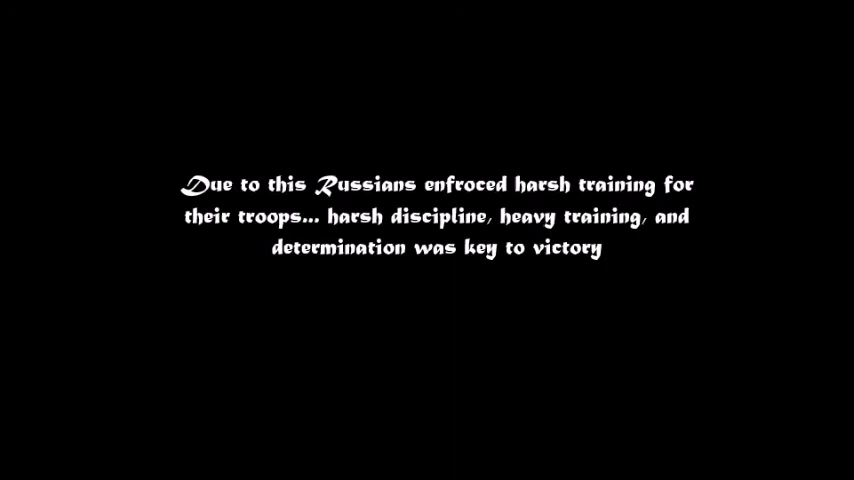 Due to this Russians enfroced harsh training for
their troops... harsh discipline, heavy training, and
determination was key to victory